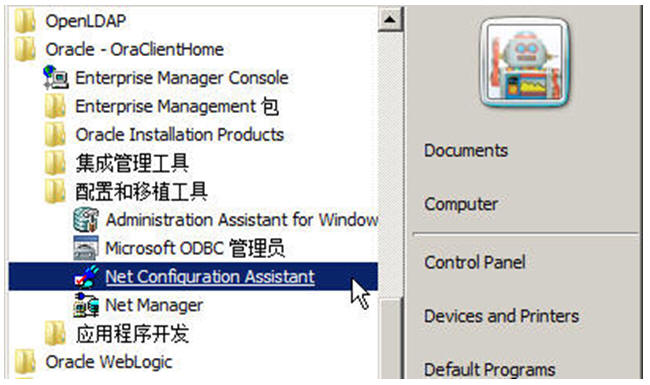 OpenLDAP
Oracle - OraClientHome
Enterprise Manager Console
Enterprise Management 包
Oracle Installation Products
集成管理工具
配置和移植工具
Administration Assistant for Window
Microsoft ODBC 管理员
Net Configuration Assistant
Net Manager
应用程序开发
Oracle WebLogic
Documents
Computer
Control Panel
Devices and Printers
Default Programs